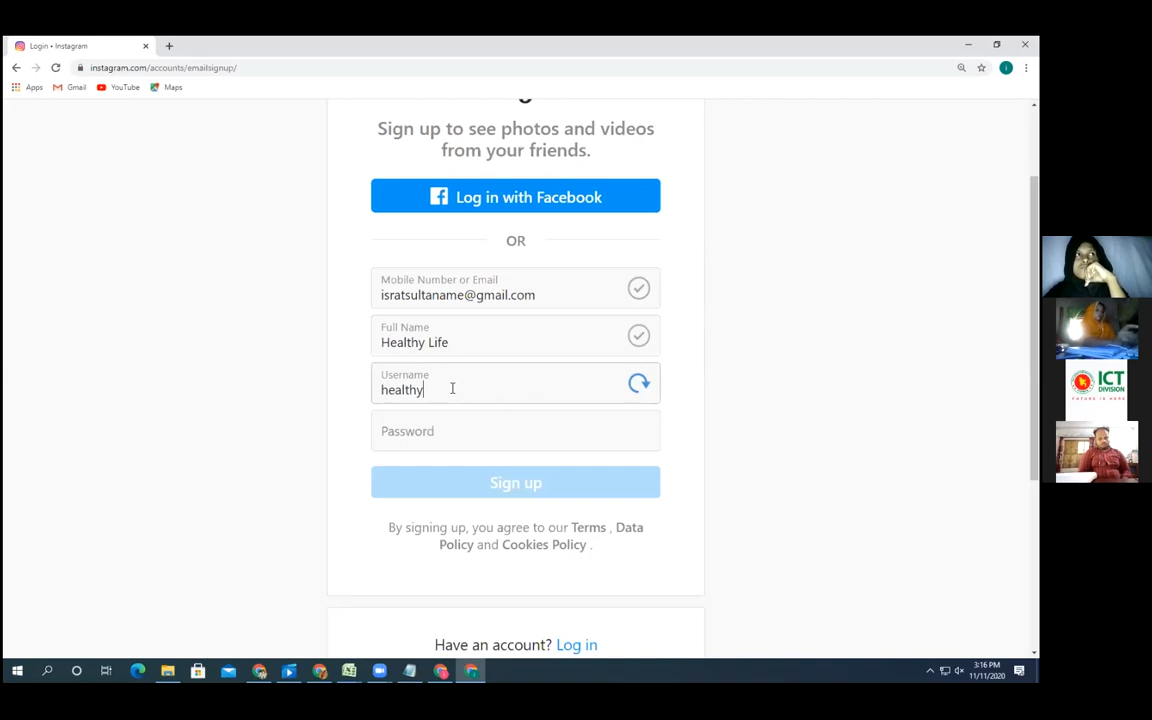 Login • Instagram
instagram.com/accounts/emailsignup/
Apps Gmail YouTube Maps
Sign up to see photos and videos
from your friends.
Log in with Facebook
OR
Mobile Number or Email
isratsultaname@gmail.com
Full Name
Healthy Life
Username
healthy
Password
Sign up
By signing up, you agree to our Terms , Data
Policy and Cookies Policy .
Have an account? Log in
ICT
DIVISION
FUTURE IS HERE
3:16 PM
11/11/2020